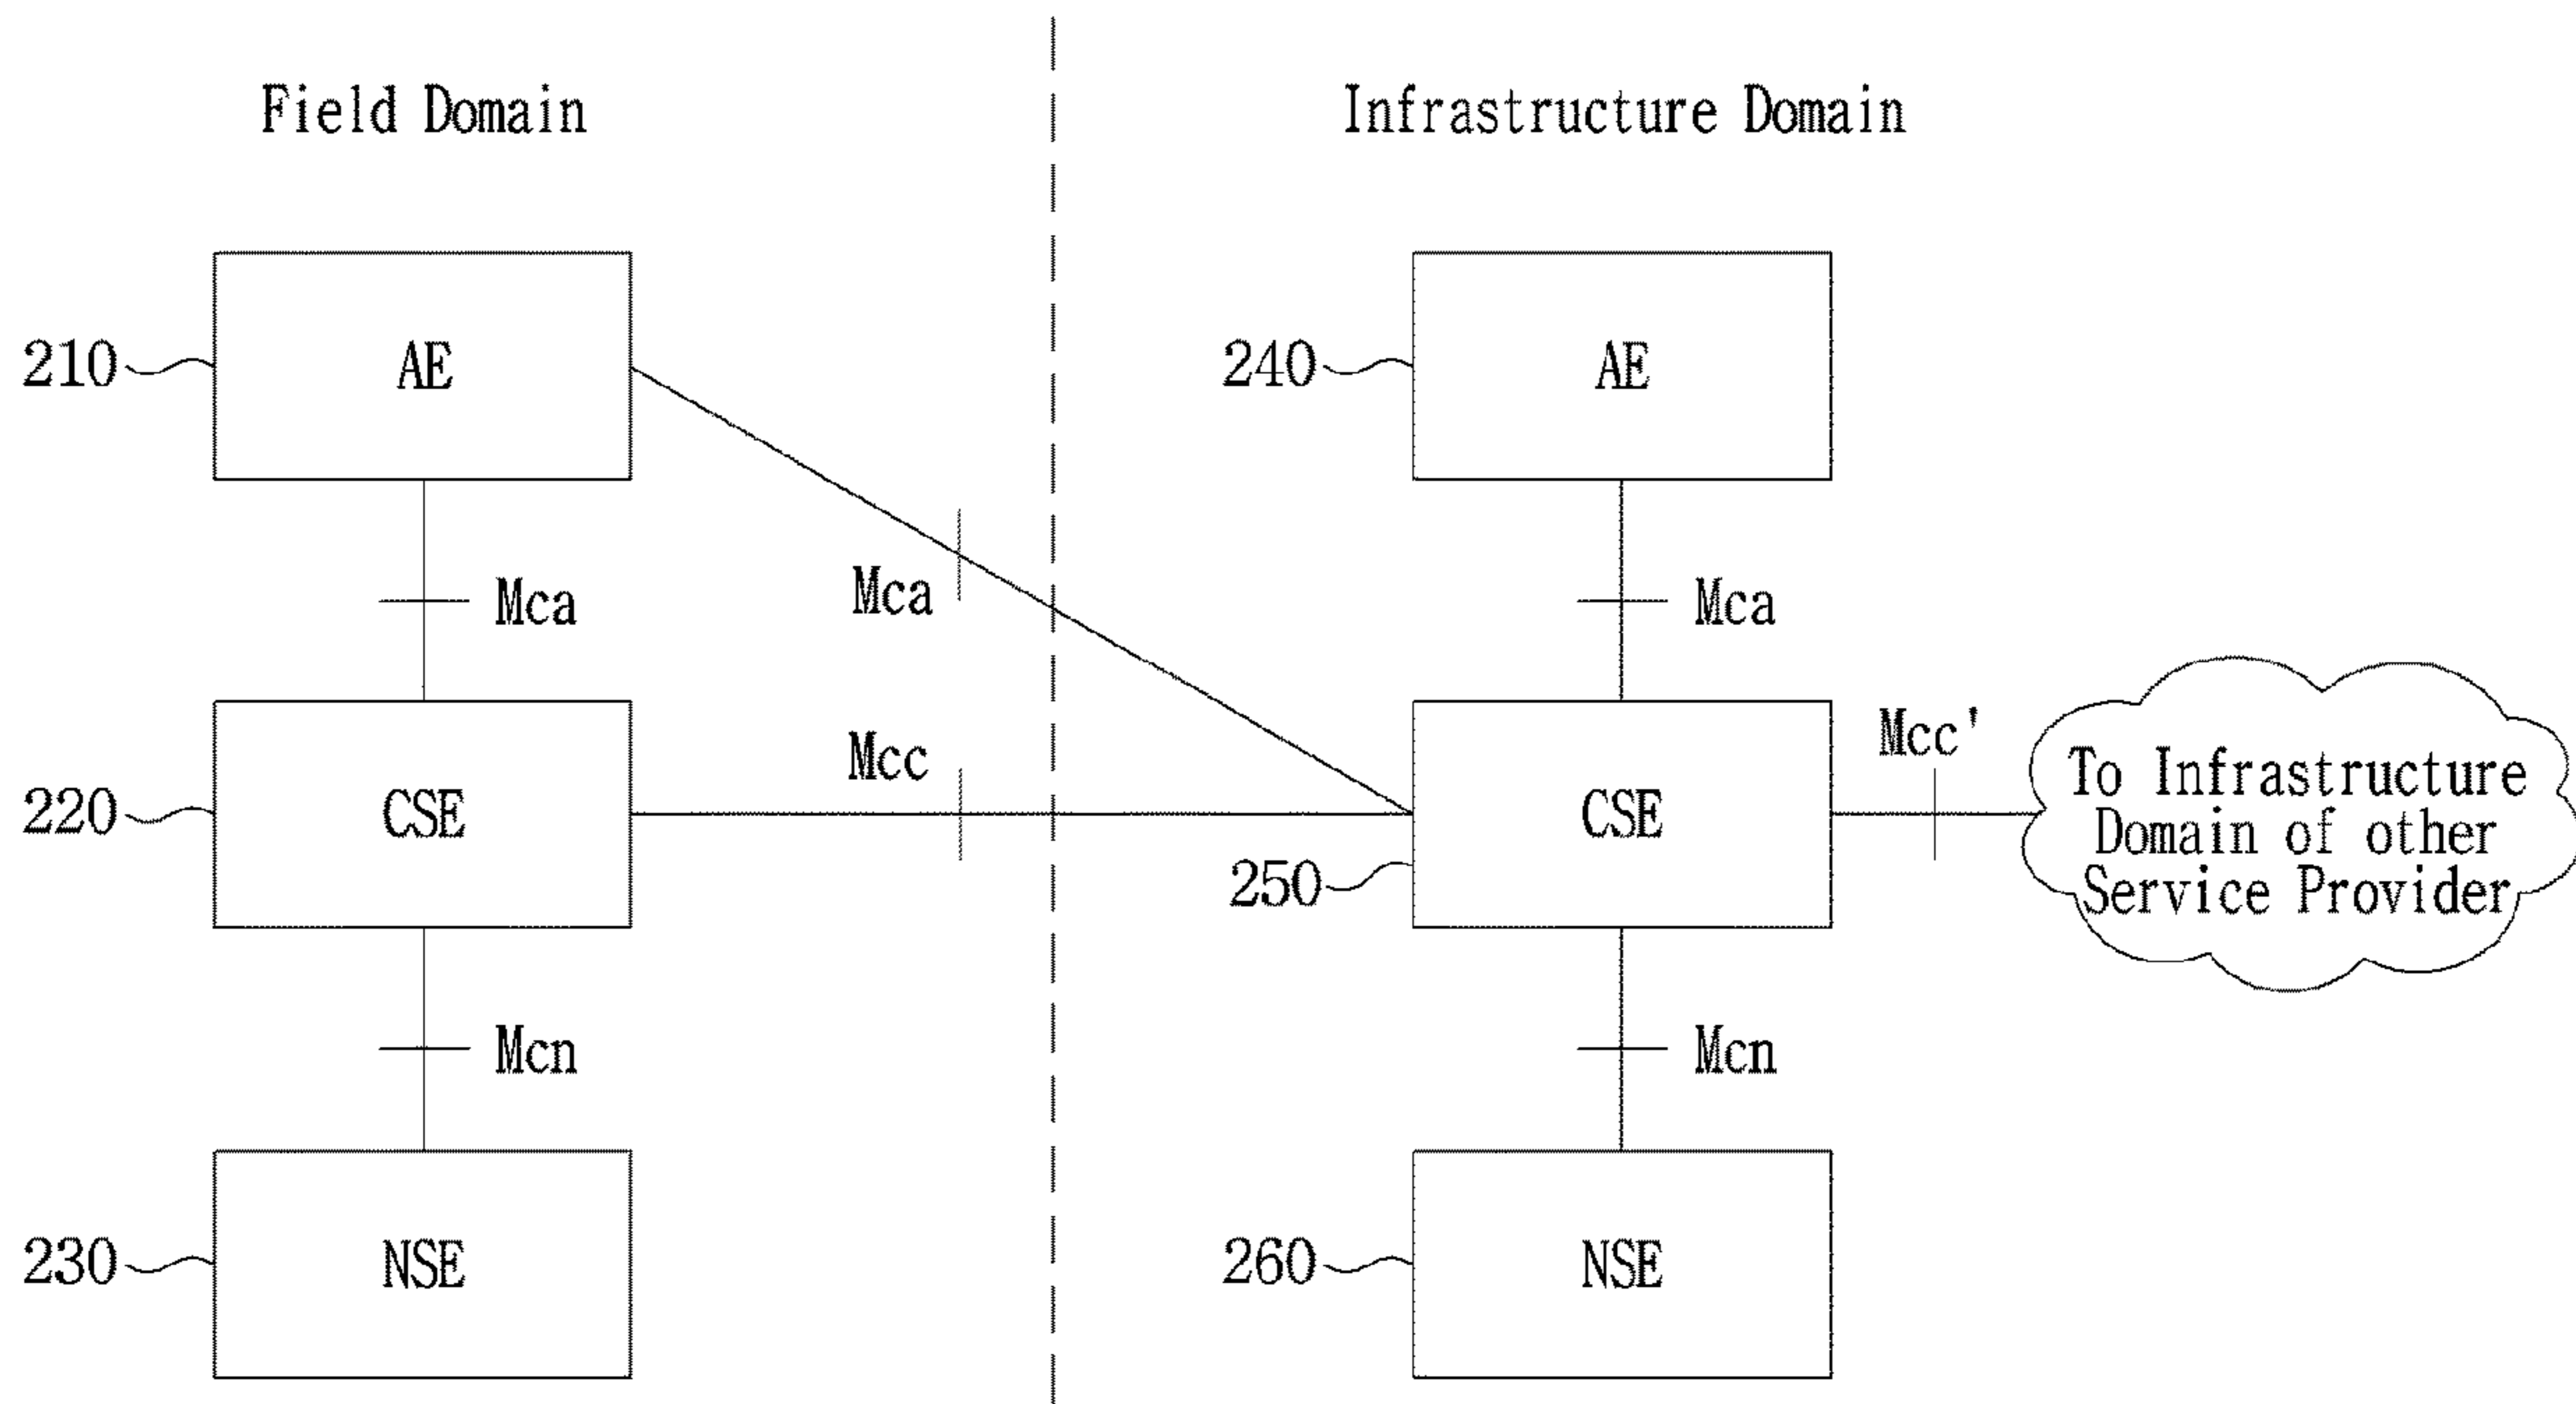 Field Domain
Infrastructure Domain
210
AE
240
AE
Mca
Mca
Mca
220
CSE
Mcc
250
CSE
Mcc'
To Infrastructure
Domain of other
Service Provider
Mcn
Mcn
230
NSE
260
NSE